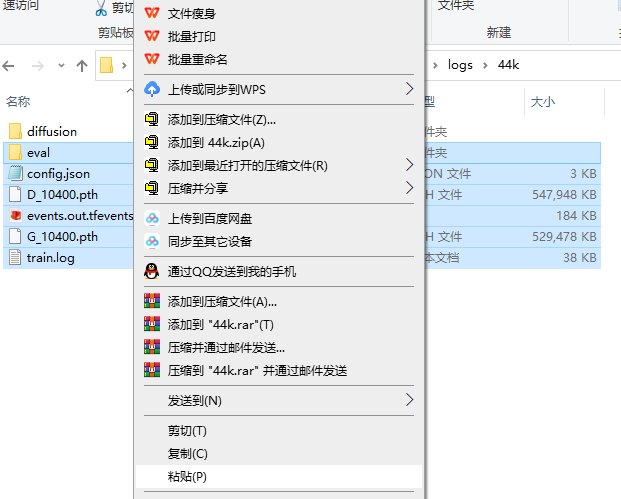 速访问
剪切
剪贴板
文件夹
新建
logs
44k
名称
大小
diffusion
eval
config.json
ON 文件
3 KB
D_10400.pth
H 文件
547,948 KB
events.out.tfevents
184 KB
G_10400.pth
H 文件
529,478 KB
train.log
本文档
38 KB
文件瘦身
批量打印
批量重命名
上传或同步到WPS
添加到压缩文件(Z)...
添加到 44k.zip(A)
添加到最近打开的压缩文件(R)
压缩并分享
上传到百度网盘
同步至其它设备
通过QQ发送到我的手机
添加到压缩文件(A)...
添加到 "44k.rar"(T)
压缩并通过邮件发送...
压缩到 "44k.rar" 并通过邮件发送
发送到(N)
剪切(T)
复制(C)
粘贴(P)